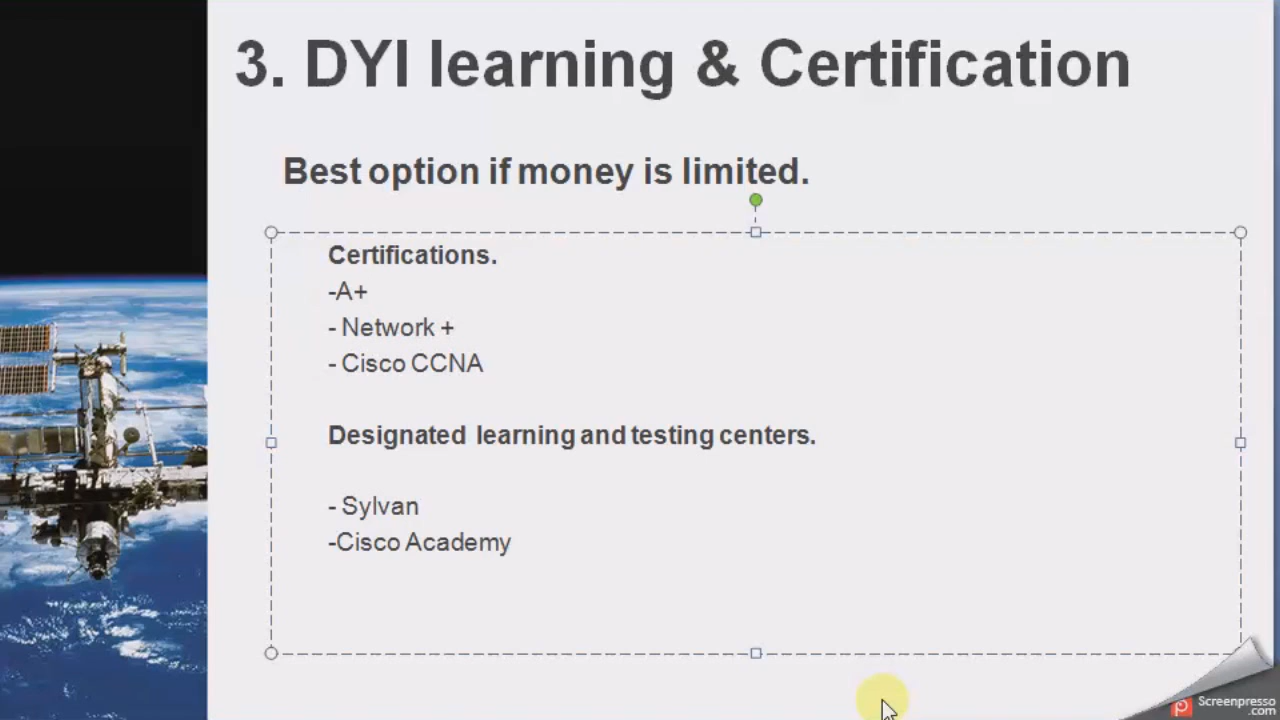 3. DYI learning & Certification
Best option if money is limited.
Certifications.
-A+
- Network +
- Cisco CCNA
Designated learning and testing centers.
- Sylvan
-Cisco Academy
Screenpresso
.com